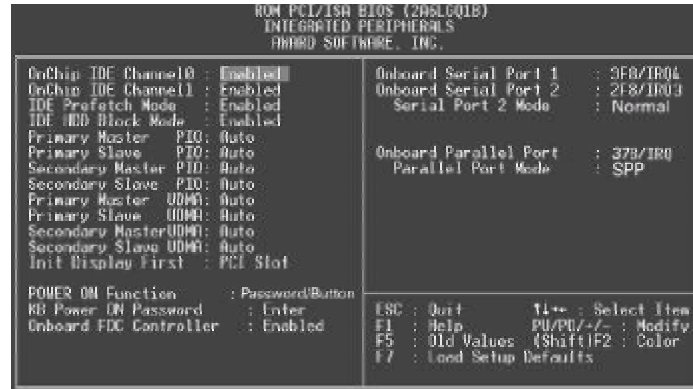 ROM PCI/ISA BIOS (2A6LGQ1B)
INTEGRATED PERIPHERALS
AWARD SOFTWARE. INC.
OnChip IDE Channel0 : Enabled
OnChip IDE Channel1 : Enabled
IDE Prefetch Mode : Enabled
IDE HDD Block Mode : Enabled
Primary Master PIO: Auto
Primary Slave PIO: Auto
Secondary Master PIO: Auto
Secondary Slave PIO: Auto
Primary Master UDMA: Auto
Primary Slave UDMA: Auto
Secondary MasterUDMA: Auto
Secondary Slave UDMA: Auto
Init Display First : PCI Slot
POWER ON Function : Password/Button
KB Power ON Password : Enter
Onboard FDC Controller : Enabled
Onboard Serial Port 1 : 3F8/IRQ4
Onboard Serial Port 2 : 2F8/IRQ3
Serial Port 2 Mode : Normal
Onboard Parallel Port :
Parallel Port Mode : SPP
ESC : Quit ↑↓→← : Select Item
F1 : Help PU/PD/+/- : Modify
F5 : Old Values (Shift)F2 : Color
F7 : Load Setup Defaults